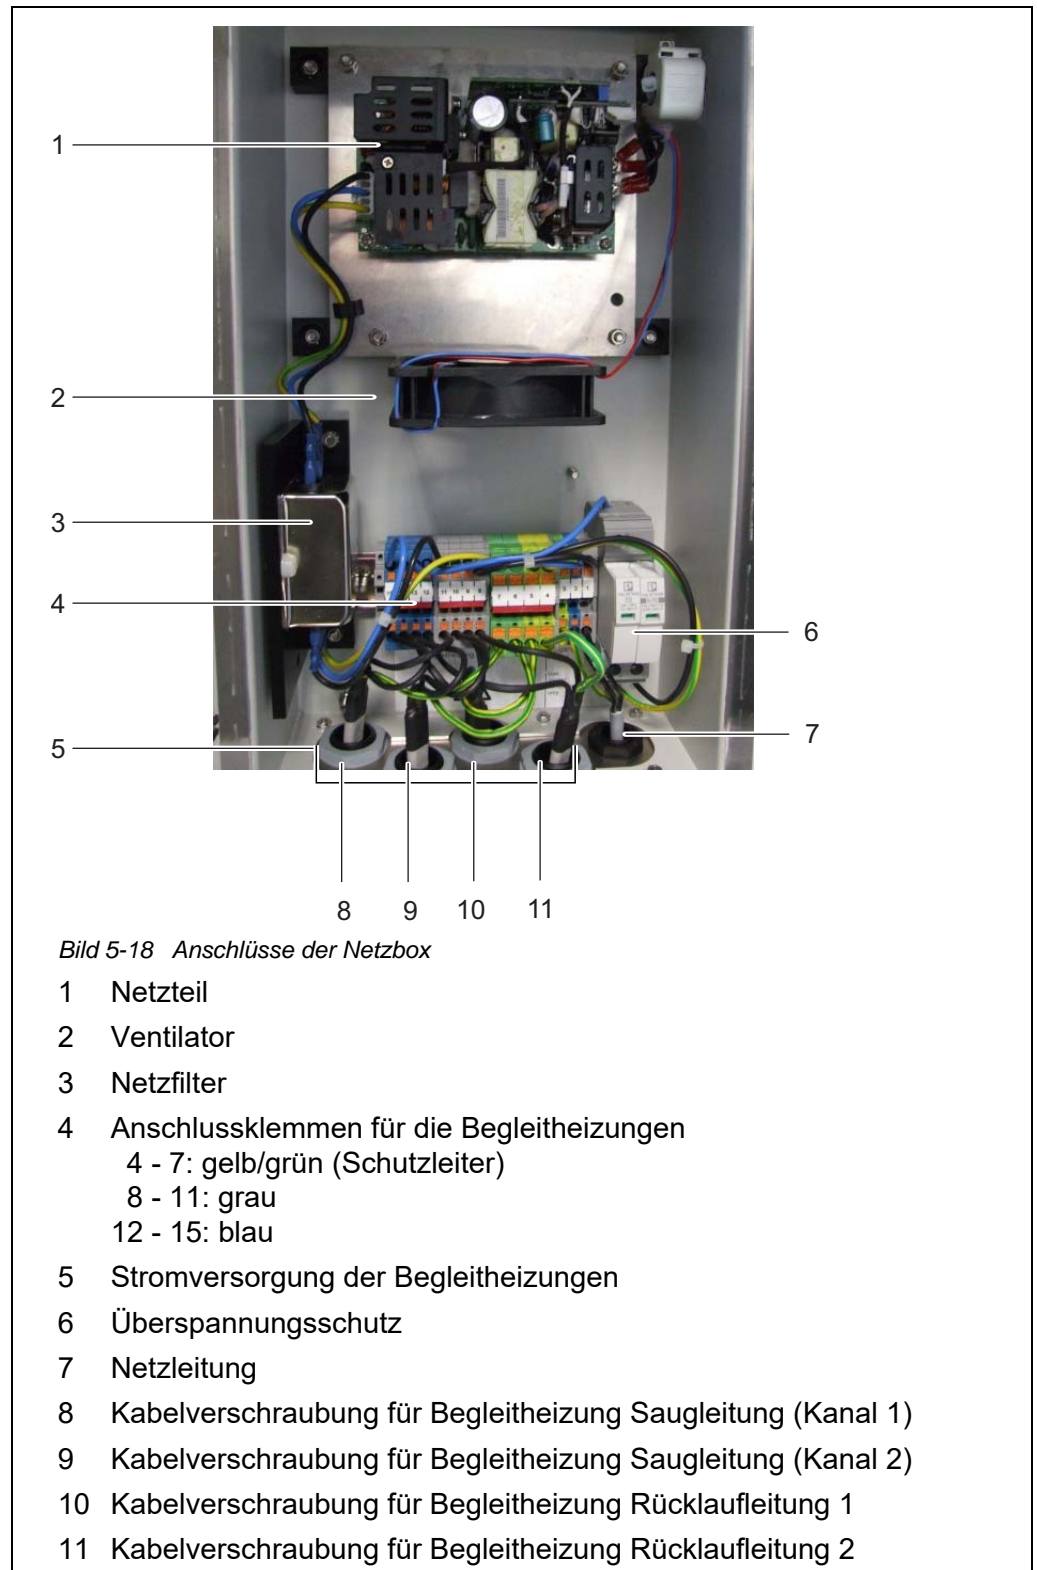 1
2
3
4
5
6
7
8 9 10 11
Bild 5-18 Anschlüsse der Netzbox
1 Netzteil
2 Ventilator
3 Netzfilter
4 Anschlussklemmen für die Begleitheizungen
4 - 7: gelb/grün (Schutzleiter)
8 - 11: grau
12 - 15: blau
5 Stromversorgung der Begleitheizungen
6 Überspannungsschutz
7 Netzleitung
8 Kabelverschraubung für Begleitheizung Saugleitung (Kanal 1)
9 Kabelverschraubung für Begleitheizung Saugleitung (Kanal 2)
10 Kabelverschraubung für Begleitheizung Rücklaufleitung 1
11 Kabelverschraubung für Begleitheizung Rücklaufleitung 2